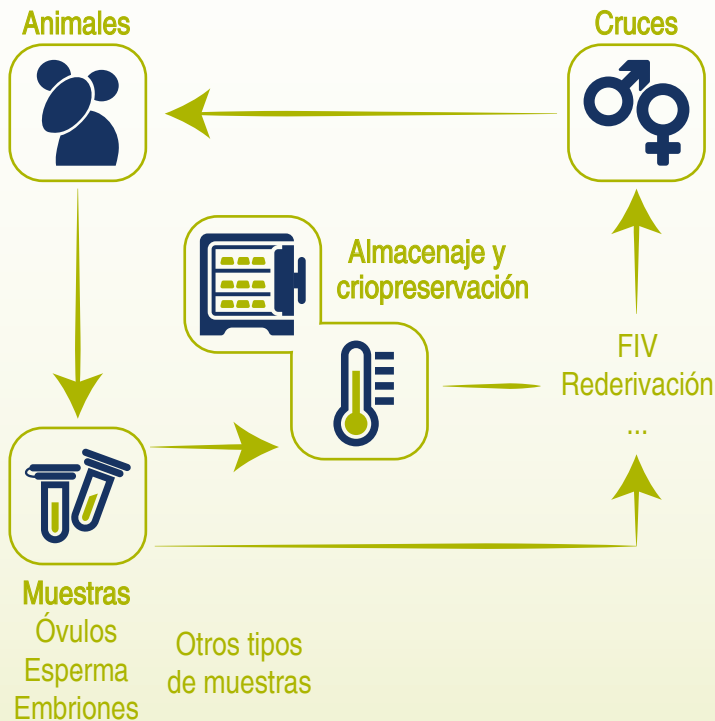 Animales
Cruces
Almacenaje y
criopreservación
FIV
Rederivación
...
Muestras
Óvulos
Esperma
Embriones
Otros tipos
de muestras